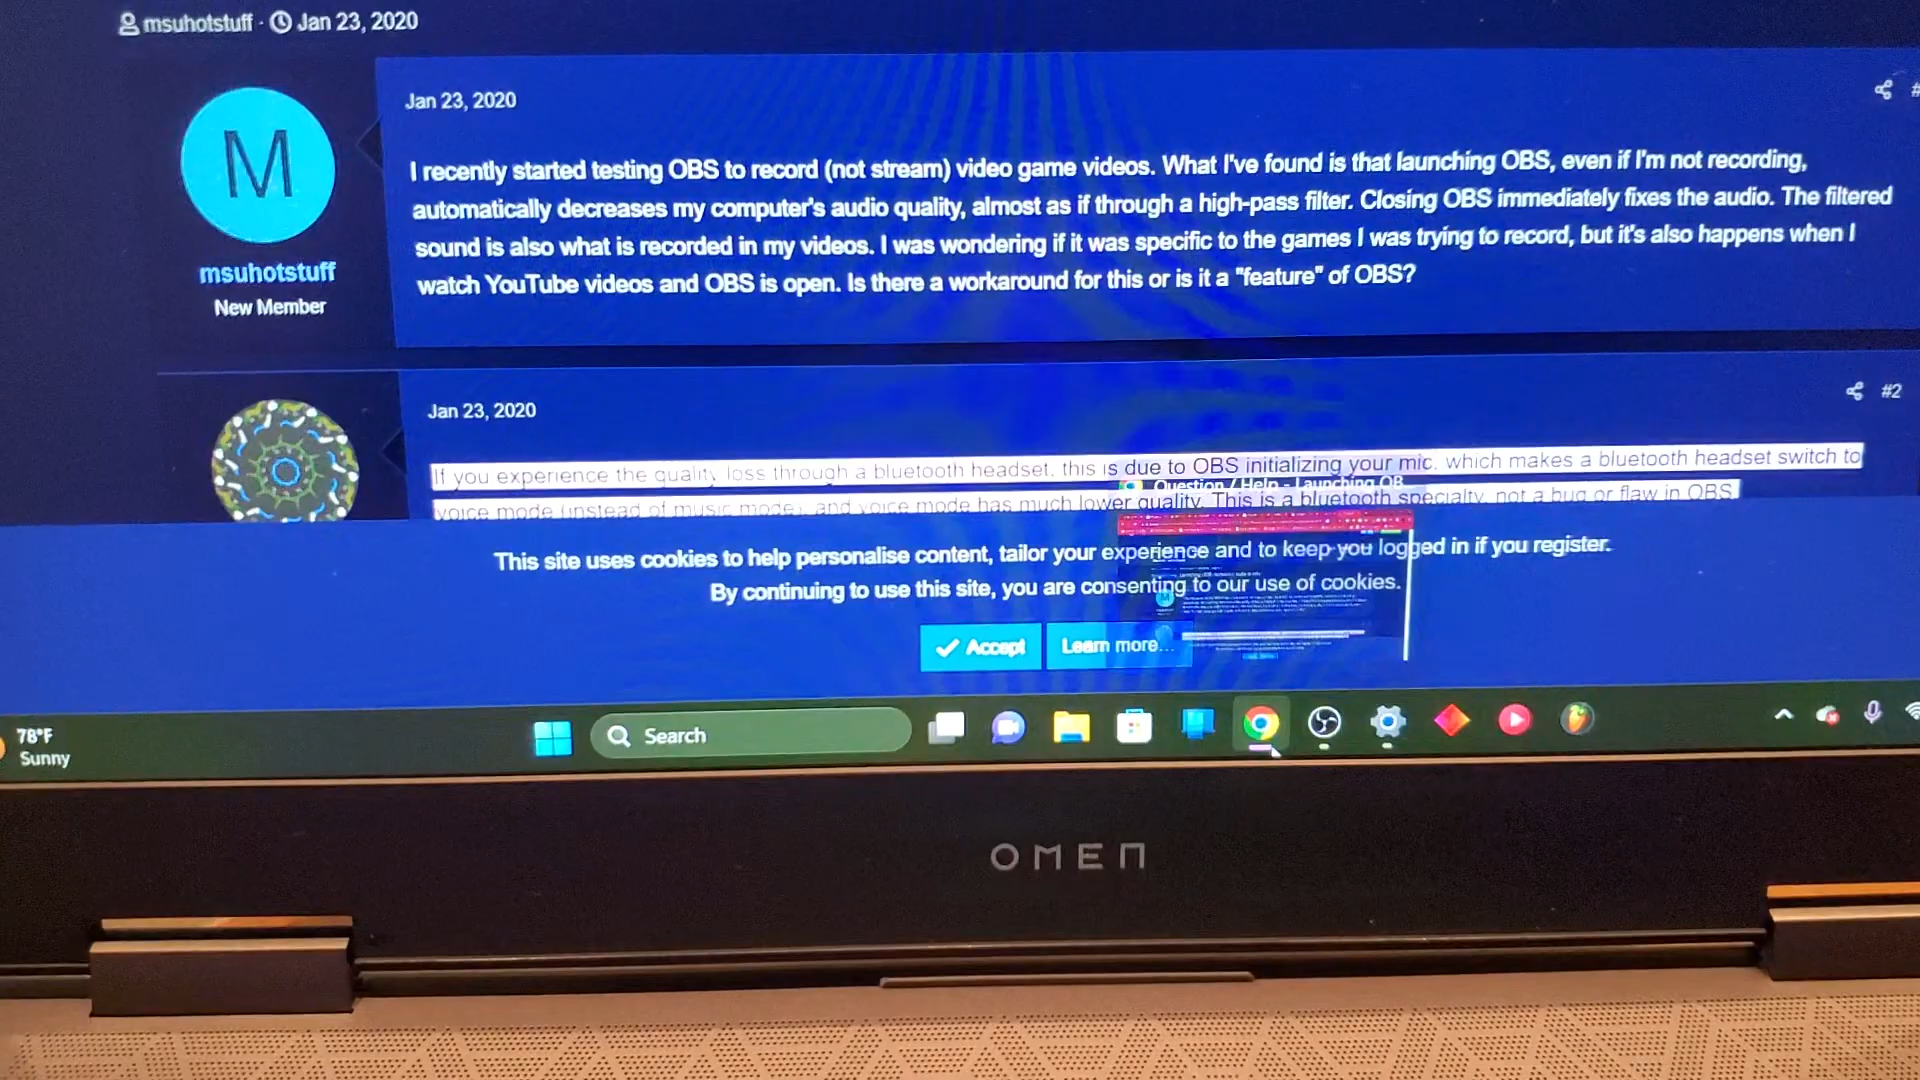 msuhotstuff · Jan 23, 2020
Jan 23, 2020
M
I recently started testing OBS to record (not stream) video game videos. What I've found is that launching OBS, even if I'm not recording,
automatically decreases my computer's audio quality, almost as if through a high-pass filter. Closing OBS immediately fixes the audio. The filtered
sound is also what is recorded in my videos. I was wondering if it was specific to the games I was trying to record, but it's also happens when I
watch YouTube videos and OBS is open. Is there a workaround for this or is it a "feature" of OBS?
msuhotstuff
New Member
Jan 23, 2020
#2
If you experience the quality loss through a bluetooth headset, this is due to OBS initializing your mic, which makes a bluetooth headset switch to
voice mode (instead of music mode), and voice mode has much lower quality. This is a bluetooth specialty, not a bug or flaw in OBS
Question / Help - Launching OB
This site uses cookies to help personalise content, tailor your experience and to keep you logged in if you register.
By continuing to use this site, you are consenting to our use of cookies.
Accept
Learn more...
78°F
Sunny
Search
OMEN